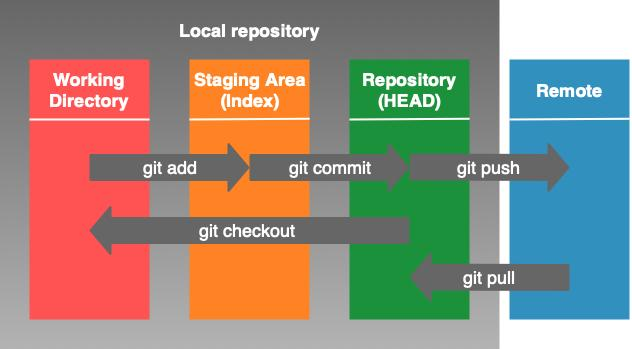 Local repository
Working
Directory
Staging Area
(Index)
Repository
(HEAD)
Remote
git add
git commit
git push
git checkout
git pull